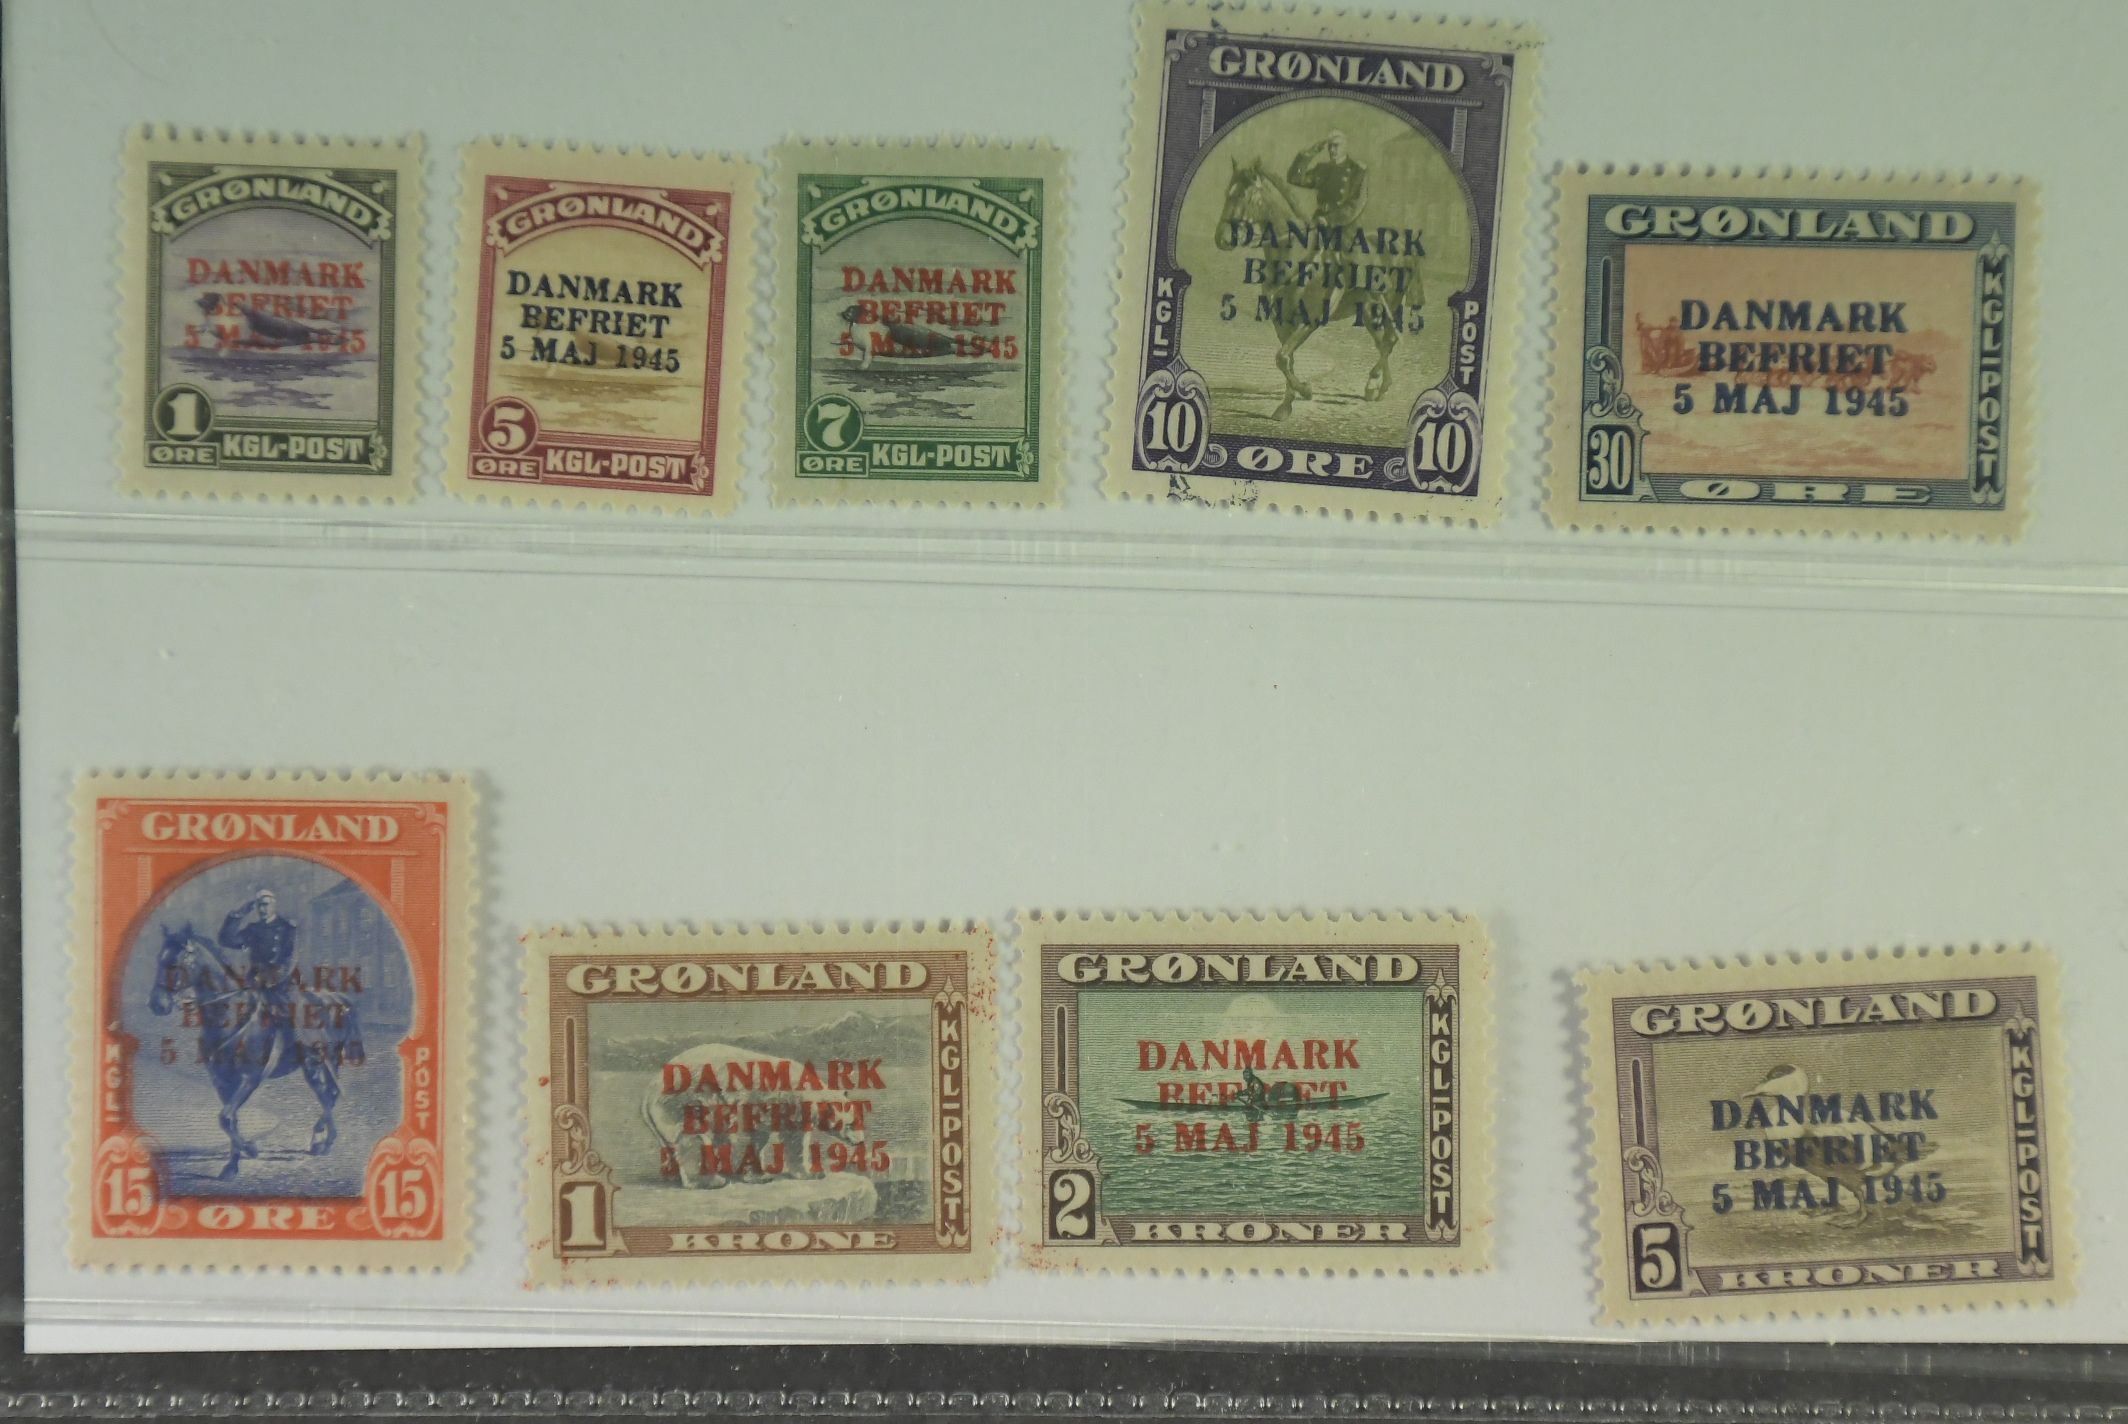 GRØNLAND
DANMARK
BEFRIET
5 MAJ 1945
1
ØRE KGL-POST
GRØNLAND
DANMARK
BEFRIET
5 MAJ 1945
5
ØRE KGL-POST
GRØNLAND
DANMARK
BEFRIET
5 MAJ 1945
7
ØRE KGL-POST
GRØNLAND
DANMARK
BEFRIET
5 MAJ 1945
KGL- POST
10 ØRE 10
GRØNLAND
DANMARK
BEFRIET
5 MAJ 1945
KGL-POST
30 ØRE
GRØNLAND
DANMARK
BEFRIET
5 MAJ 1945
KGL- POST
15 ØRE 15
GRØNLAND
DANMARK
BEFRIET
5 MAJ 1945
KGL-POST
1 KRONE
GRØNLAND
DANMARK
BEFRIET
5 MAJ 1945
KGL-POST
2 KRONER
GRØNLAND
DANMARK
BEFRIET
5 MAJ 1945
KGL-POST
5 KRONER